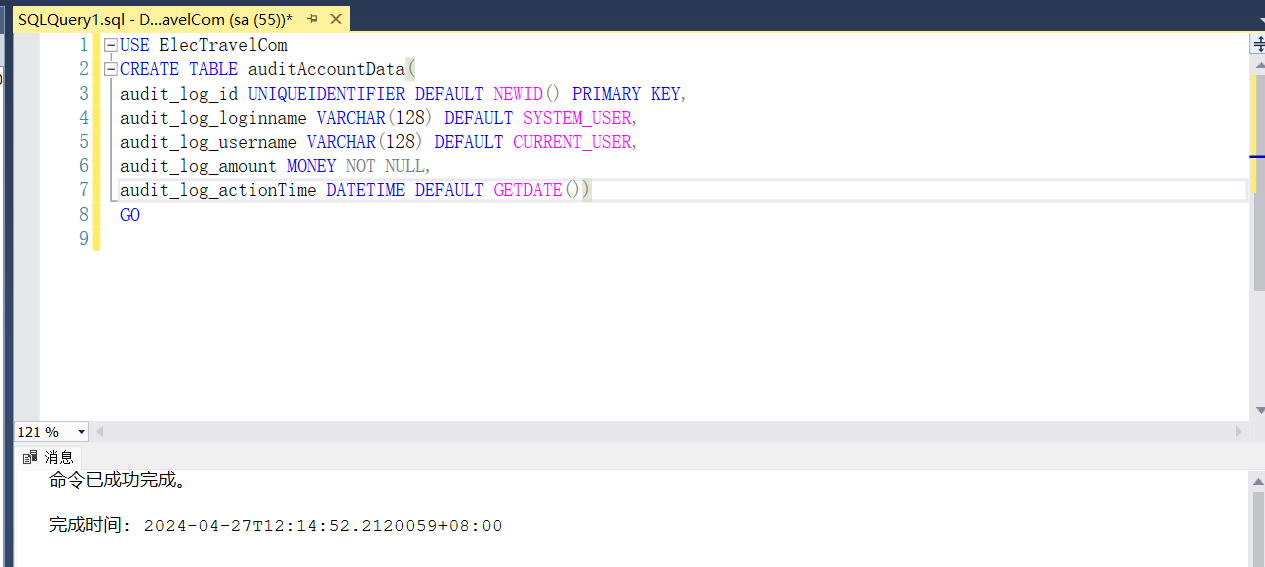 SQLQuery1.sql - D...avelCom (sa (55))*
1 USE ElecTravelCom
2 CREATE TABLE auditAccountData(
3 audit_log_id UNIQUEIDENTIFIER DEFAULT NEWID() PRIMARY KEY,
4 audit_log_loginname VARCHAR(128) DEFAULT SYSTEM_USER,
5 audit_log_username VARCHAR(128) DEFAULT CURRENT_USER,
6 audit_log_amount MONEY NOT NULL,
7 audit_log_actionTime DATETIME DEFAULT GETDATE())
8 GO
9
121 %
消息
命令已成功完成。
完成时间: 2024-04-27T12:14:52.2120059+08:00